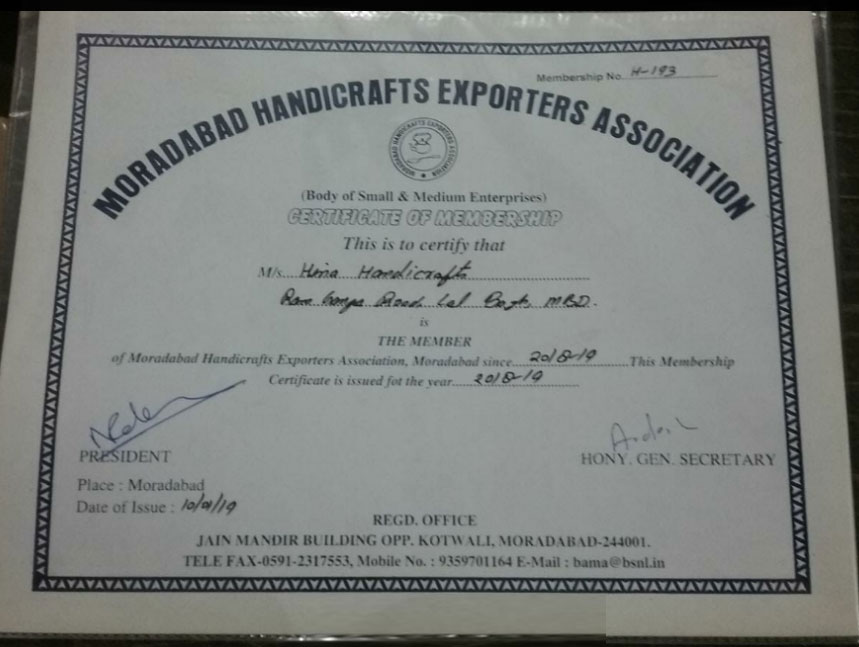 Membership No. H-193
MORADABAD HANDICRAFTS EXPORTERS ASSOCIATION
MORADABAD HANDICRAFTS EXPORTERS ASSOCIATION
(Body of Small & Medium Enterprises)
CERTIFICATE OF MEMBERSHIP
This is to certify that
M/s... Hina Handicrafts
Road, Lal Bagh, MBD.
is
THE MEMBER
of Moradabad Handicrafts Exporters Association, Moradabad since....2018-19....This Membership
Certificate is issued fot the year....2018-19
PRESIDENT
HONY. GEN. SECRETARY
Place : Moradabad
Date of Issue : 10/01/19
REGD. OFFICE
JAIN MANDIR BUILDING OPP. KOTWALI, MORADABAD-244001.
TELE FAX-0591-2317553, Mobile No. : 9359701164 E-Mail : bama@bsnl.in